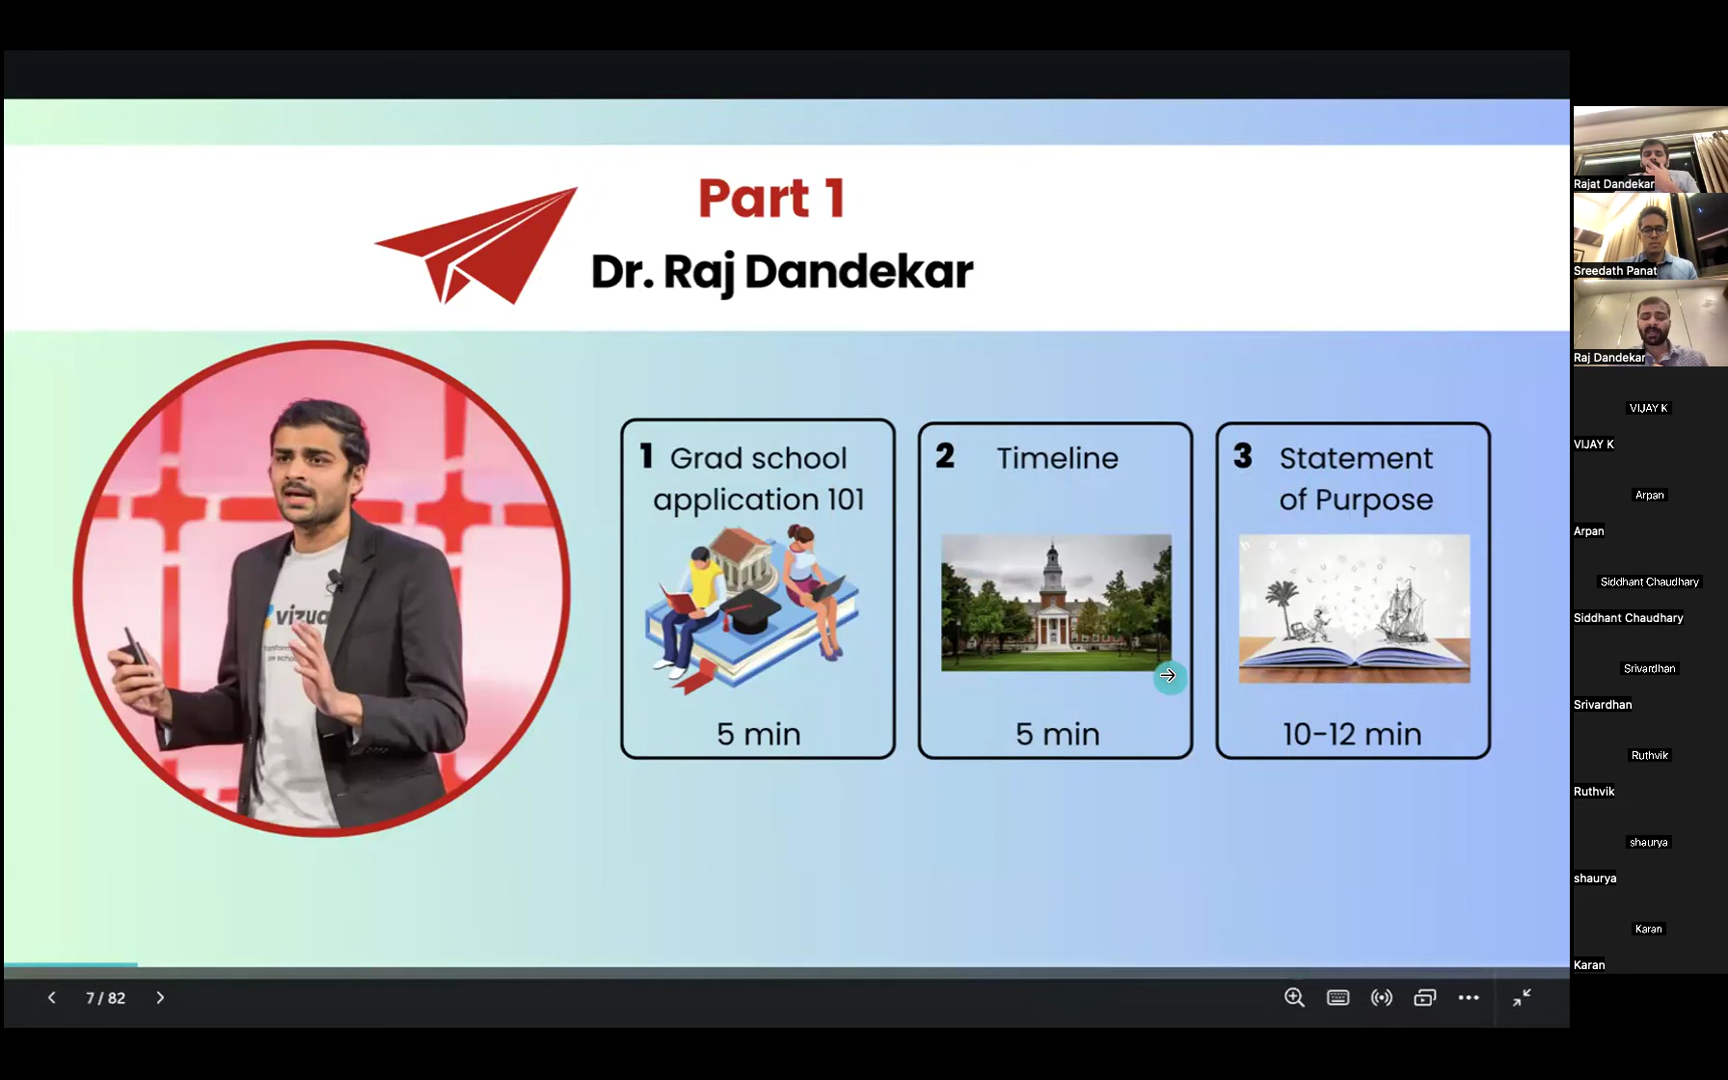 Part 1
Dr. Raj Dandekar
vizua
1 Grad school
application 101
5 min
2 Timeline
5 min
3 Statement
of Purpose
10-12 min
7 / 82
Rajat Dandekar
Sreedath Panat
Raj Dandekar
VIJAY K
VIJAY K
Arpan
Arpan
Siddhant Chaudhary
Siddhant Chaudhary
Srivardhan
Srivardhan
Ruthvik
Ruthvik
shaurya
shaurya
Karan
Karan